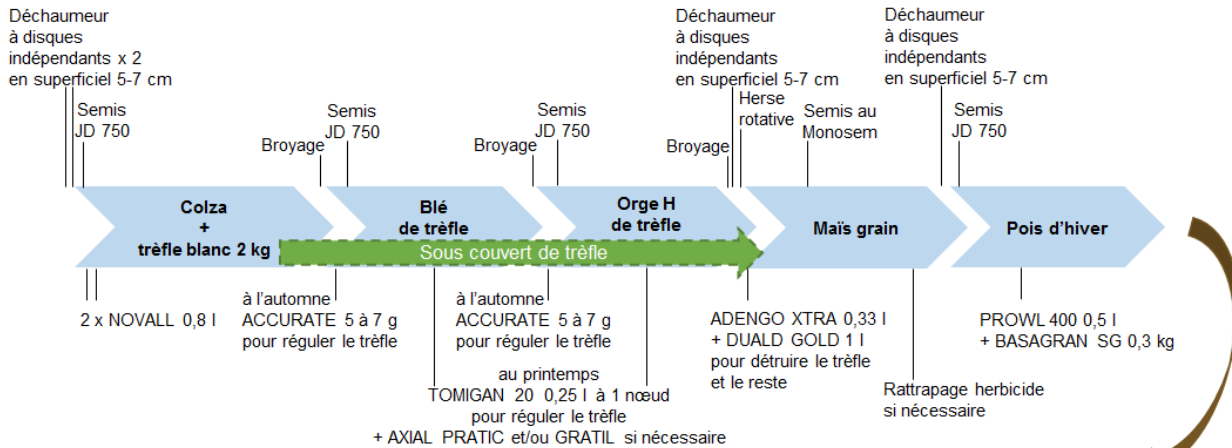 Déchaumeur
à disques
indépendants x 2
en superficiel 5-7 cm
Semis
JD 750
Broyage
Semis
JD 750
Broyage
Semis
JD 750
Broyage
Déchaumeur
à disques
indépendants
en superficiel 5-7 cm
Herse
rotative
Semis au
Monosem
Déchaumeur
à disques
indépendants
en superficiel 5-7 cm
Semis
JD 750
Colza
+
trèfle blanc 2 kg
Blé
de trèfle
Orge H
de trèfle
Maïs grain
Pois d’hiver
Sous couvert de trèfle
2 x NOVALL 0,8 l
à l’automne
ACCURATE 5 à 7 g
pour réguler le trèfle
à l’automne
ACCURATE 5 à 7 g
pour réguler le trèfle
au printemps
TOMIGAN 20 0,25 l à 1 nœud
pour réguler le trèfle
+ AXIAL PRATIC et/ou GRATIL si nécessaire
ADENGO XTRA 0,33 l
+ DUALD GOLD 1 l
pour détruire le trèfle
et le reste
Rattrapage herbicide
si nécessaire
PROWL 400 0,5 l
+ BASAGRAN SG 0,3 kg